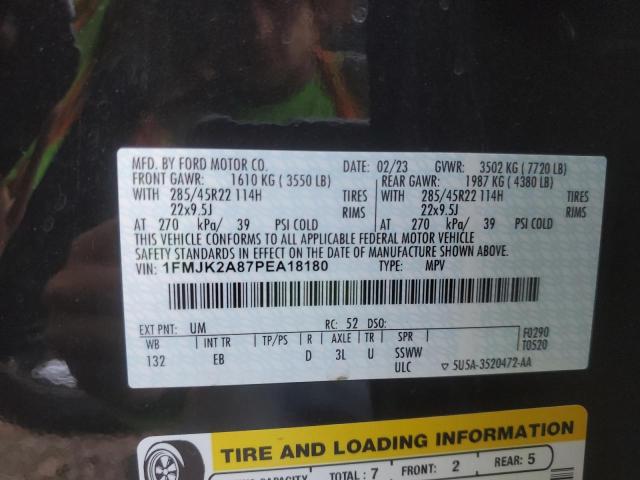 MFD. BY FORD MOTOR CO. DATE: 02/23 GVWR: 3502 KG ( 7720 LB)
FRONT GAWR: 1610 KG ( 3550 LB) REAR GAWR: 1987 KG ( 4380 LB)
WITH 285/45R22 114H TIRES WITH 285/45R22 114H TIRES
22x9.5J RIMS 22x9.5J RIMS
AT 270 kPa/ 39 PSI COLD AT 270 kPa/ 39 PSI COLD
THIS VEHICLE CONFORMS TO ALL APPLICABLE FEDERAL MOTOR VEHICLE
SAFETY STANDARDS IN EFFECT ON THE DATE OF MANUFACTURE SHOWN ABOVE.
VIN: 1FMJK2A87PEA18180 TYPE: MPV
EXT PNT: UM RC: 52 DSO: F0290
WB INT TR TP/PS R AXLE TR SPR T0520
132 EB D 3L U SSWW
ULC ▽ 5U5A-3520472-AA
TIRE AND LOADING INFORMATION
CAPACITY TOTAL: 7 FRONT: 2 REAR: 5